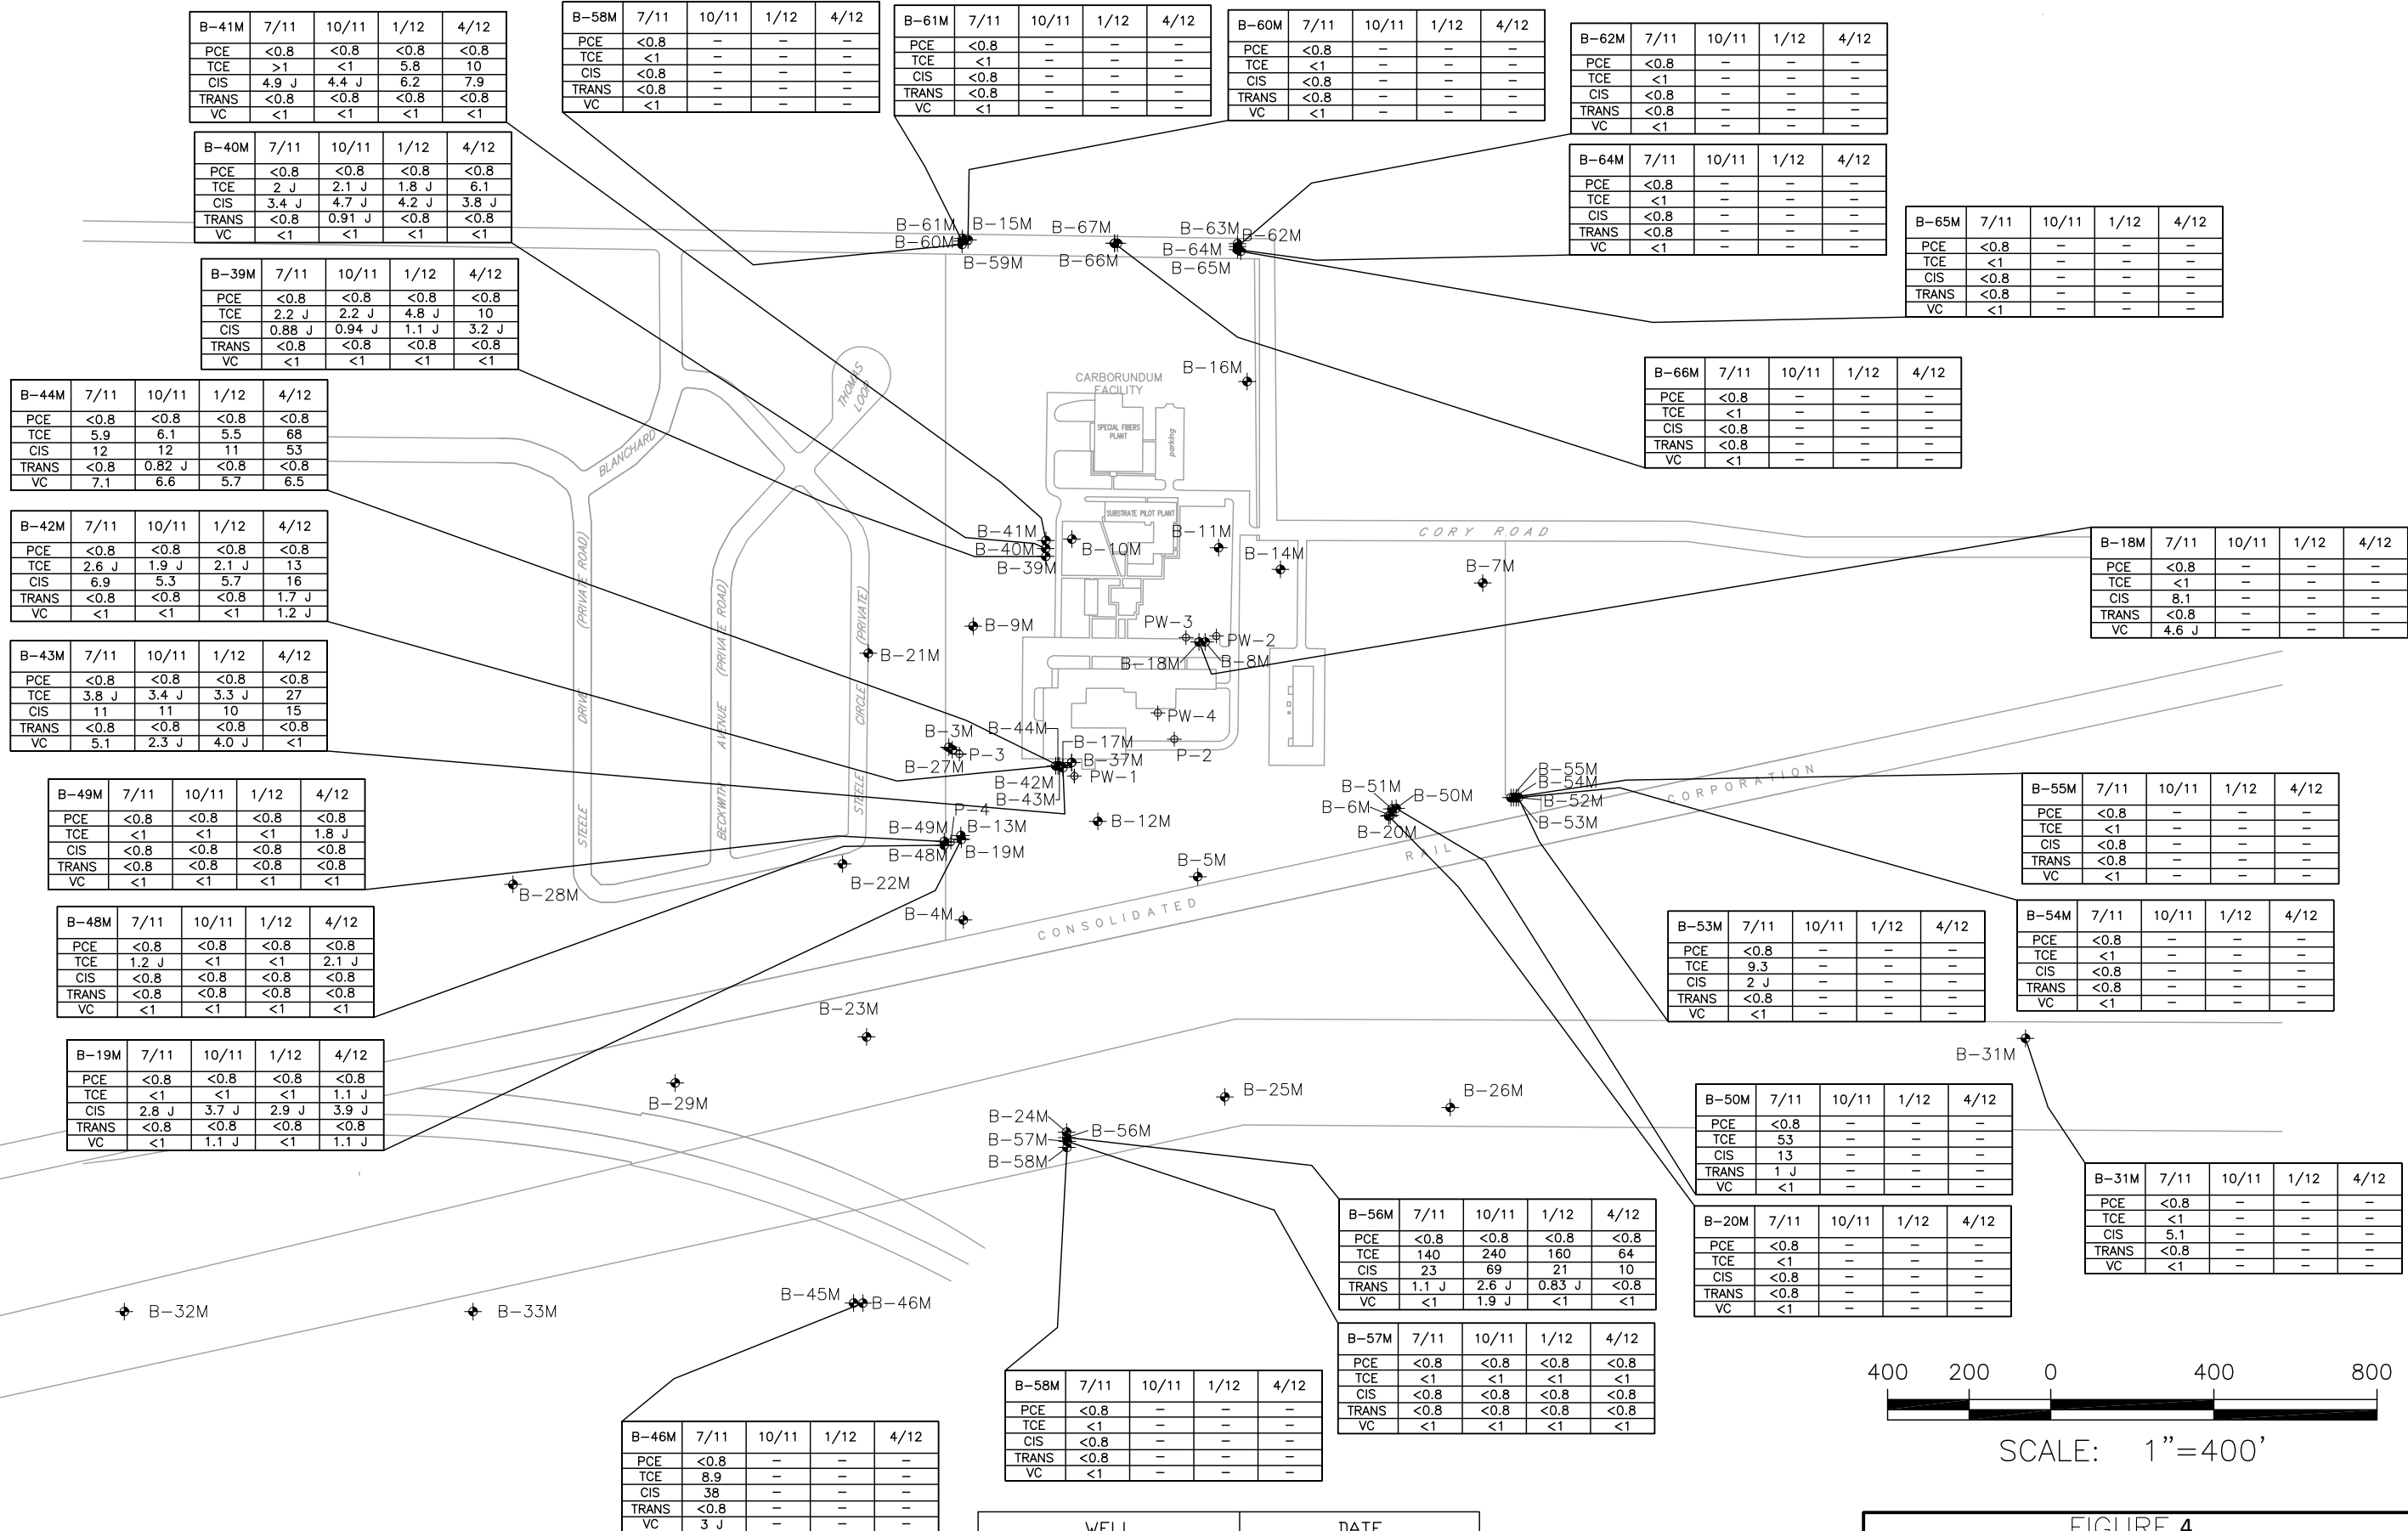 B-41M 7/11 10/11 1/12 4/12
PCE <0.8 <0.8 <0.8 <0.8
TCE >1 <1 5.8 10
CIS 4.9 J 4.4 J 6.2 7.9
TRANS <0.8 <0.8 <0.8 <0.8
VC <1 <1 <1 <1
B-58M 7/11 10/11 1/12 4/12
PCE <0.8 – – –
TCE <1 – – –
CIS <0.8 – – –
TRANS <0.8 – – –
VC <1 – – –
B-61M 7/11 10/11 1/12 4/12
PCE <0.8 – – –
TCE <1 – – –
CIS <0.8 – – –
TRANS <0.8 – – –
VC <1 – – –
B-60M 7/11 10/11 1/12 4/12
PCE <0.8 – – –
TCE <1 – – –
CIS <0.8 – – –
TRANS <0.8 – – –
VC <1 – – –
B-62M 7/11 10/11 1/12 4/12
PCE <0.8 – – –
TCE <1 – – –
CIS <0.8 – – –
TRANS <0.8 – – –
VC <1 – – –
B-40M 7/11 10/11 1/12 4/12
PCE <0.8 <0.8 <0.8 <0.8
TCE 2 J 2.1 J 1.8 J 6.1
CIS 3.4 J 4.7 J 4.2 J 3.8 J
TRANS <0.8 0.91 J <0.8 <0.8
VC <1 <1 <1 <1
B-64M 7/11 10/11 1/12 4/12
PCE <0.8 – – –
TCE <1 – – –
CIS <0.8 – – –
TRANS <0.8 – – –
VC <1 – – –
B-65M 7/11 10/11 1/12 4/12
PCE <0.8 – – –
TCE <1 – – –
CIS <0.8 – – –
TRANS <0.8 – – –
VC <1 – – –
B-61M
B-15M
B-60M
B-59M
B-67M
B-66M
B-63M
B-62M
B-64M
B-65M
B-39M 7/11 10/11 1/12 4/12
PCE <0.8 <0.8 <0.8 <0.8
TCE 2.2 J 2.2 J 4.8 J 10
CIS 0.88 J 0.94 J 1.1 J 3.2 J
TRANS <0.8 <0.8 <0.8 <0.8
VC <1 <1 <1 <1
B-66M 7/11 10/11 1/12 4/12
PCE <0.8 – – –
TCE <1 – – –
CIS <0.8 – – –
TRANS <0.8 – – –
VC <1 – – –
B-44M 7/11 10/11 1/12 4/12
PCE <0.8 <0.8 <0.8 <0.8
TCE 5.9 6.1 5.5 68
CIS 12 12 11 53
TRANS <0.8 0.82 J <0.8 <0.8
VC 7.1 6.6 5.7 6.5
THOMAS
LOOP
BLANCHARD
CARBORUNDUM
FACILITY
B-16M
SPECIAL FIBERS
PLANT
parking
SUBSTRATE PILOT PLANT
B-42M 7/11 10/11 1/12 4/12
PCE <0.8 <0.8 <0.8 <0.8
TCE 2.6 J 1.9 J 2.1 J 13
CIS 6.9 5.3 5.7 16
TRANS <0.8 <0.8 <0.8 1.7 J
VC <1 <1 <1 1.2 J
B-41M
B-40M
B-39M
B-10M
B-11M
B-14M
CORY ROAD
B-7M
B-18M 7/11 10/11 1/12 4/12
PCE <0.8 – – –
TCE <1 – – –
CIS 8.1 – – –
TRANS <0.8 – – –
VC 4.6 J – – –
B-43M 7/11 10/11 1/12 4/12
PCE <0.8 <0.8 <0.8 <0.8
TCE 3.8 J 3.4 J 3.3 J 27
CIS 11 11 10 15
TRANS <0.8 <0.8 <0.8 <0.8
VC 5.1 2.3 J 4.0 J <1
STEELE DRIVE (PRIVATE ROAD)
BECKWITH AVENUE (PRIVATE ROAD)
STEELE CIRCLE (PRIVATE)
B-9M
B-21M
PW-3
PW-2
B-18M
B-8M
PW-4
P-2
B-44M
B-3M
P-3
B-27M
B-17M
B-37M
B-42M
PW-1
B-43M
P-4
B-12M
B-49M
B-13M
B-48M
B-19M
B-22M
B-28M
B-4M
B-5M
B-51M
B-50M
B-6M
B-20M
B-55M
B-54M
B-52M
B-53M
CONSOLIDATED RAIL CORPORATION
B-49M 7/11 10/11 1/12 4/12
PCE <0.8 <0.8 <0.8 <0.8
TCE <1 <1 <1 1.8 J
CIS <0.8 <0.8 <0.8 <0.8
TRANS <0.8 <0.8 <0.8 <0.8
VC <1 <1 <1 <1
B-55M 7/11 10/11 1/12 4/12
PCE <0.8 – – –
TCE <1 – – –
CIS <0.8 – – –
TRANS <0.8 – – –
VC <1 – – –
B-48M 7/11 10/11 1/12 4/12
PCE <0.8 <0.8 <0.8 <0.8
TCE 1.2 J <1 <1 2.1 J
CIS <0.8 <0.8 <0.8 <0.8
TRANS <0.8 <0.8 <0.8 <0.8
VC <1 <1 <1 <1
B-53M 7/11 10/11 1/12 4/12
PCE <0.8 – – –
TCE 9.3 – – –
CIS 2 J – – –
TRANS <0.8 – – –
VC <1 – – –
B-54M 7/11 10/11 1/12 4/12
PCE <0.8 – – –
TCE <1 – – –
CIS <0.8 – – –
TRANS <0.8 – – –
VC <1 – – –
B-19M 7/11 10/11 1/12 4/12
PCE <0.8 <0.8 <0.8 <0.8
TCE <1 <1 <1 1.1 J
CIS 2.8 J 3.7 J 2.9 J 3.9 J
TRANS <0.8 <0.8 <0.8 <0.8
VC <1 1.1 J <1 1.1 J
B-23M
B-29M
B-25M
B-26M
B-31M
B-24M
B-56M
B-57M
B-58M
B-50M 7/11 10/11 1/12 4/12
PCE <0.8 – – –
TCE 53 – – –
CIS 13 – – –
TRANS 1 J – – –
VC <1 – – –
B-31M 7/11 10/11 1/12 4/12
PCE <0.8 – – –
TCE <1 – – –
CIS 5.1 – – –
TRANS <0.8 – – –
VC <1 – – –
B-56M 7/11 10/11 1/12 4/12
PCE <0.8 <0.8 <0.8 <0.8
TCE 140 240 160 64
CIS 23 69 21 10
TRANS 1.1 J 2.6 J 0.83 J <0.8
VC <1 1.9 J <1 <1
B-20M 7/11 10/11 1/12 4/12
PCE <0.8 – – –
TCE <1 – – –
CIS <0.8 – – –
TRANS <0.8 – – –
VC <1 – – –
B-32M
B-33M
B-45M
B-46M
B-57M 7/11 10/11 1/12 4/12
PCE <0.8 <0.8 <0.8 <0.8
TCE <1 <1 <1 <1
CIS <0.8 <0.8 <0.8 <0.8
TRANS <0.8 <0.8 <0.8 <0.8
VC <1 <1 <1 <1
B-58M 7/11 10/11 1/12 4/12
PCE <0.8 – – –
TCE <1 – – –
CIS <0.8 – – –
TRANS <0.8 – – –
VC <1 – – –
B-46M 7/11 10/11 1/12 4/12
PCE <0.8 – – –
TCE 8.9 – – –
CIS 38 – – –
TRANS <0.8 – – –
VC 3 J – – –
400 200 0 400 800
SCALE: 1"=400'
WELL DATE
FIGURE 4